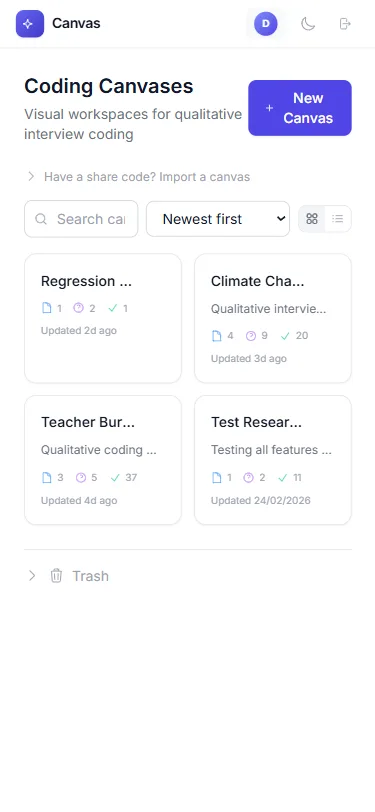 Canvas
D
Coding Canvases
Visual workspaces for qualitative
interview coding
New
Canvas
Have a share code? Import a canvas
Search ca
Newest first
Regression ...
1 2 1
Updated 2d ago
Climate Cha...
Qualitative intervie...
4 9 20
Updated 3d ago
Teacher Bur...
Qualitative coding ...
3 5 37
Updated 4d ago
Test Resear...
Testing all features ...
1 2 11
Updated 24/02/2026
Trash